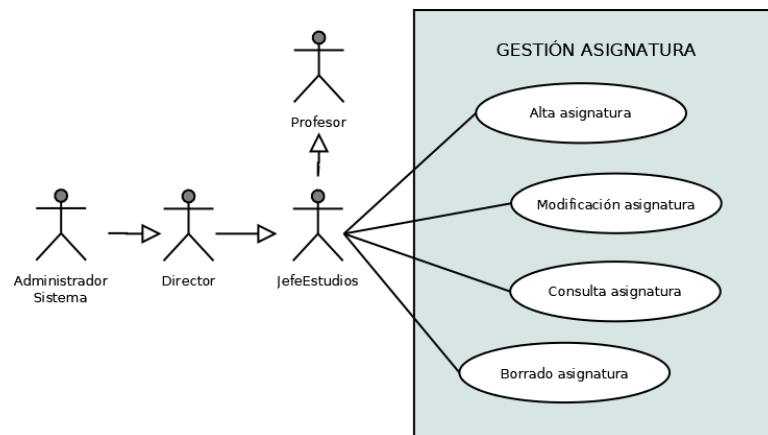 GESTIÓN ASIGNATURA
Alta asignatura
Profesor
Modificación asignatura
Administrador
Sistema
Director
JefeEstudios
Consulta asignatura
Borrado asignatura